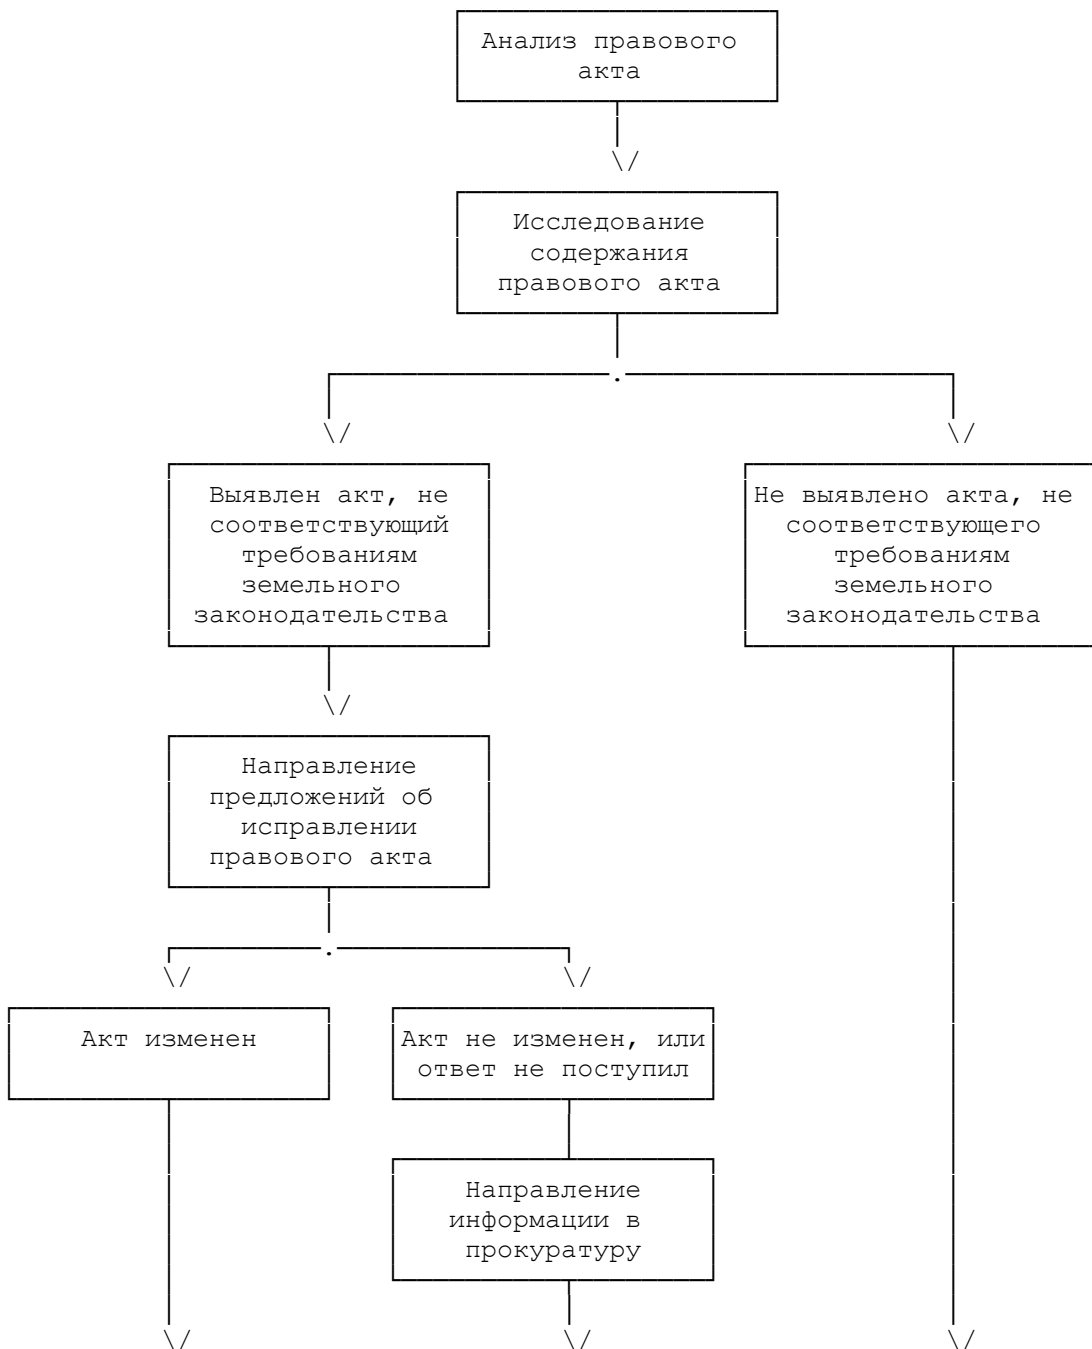 Анализ правового
акта
Исследование
содержания
правового акта
Выявлен акт, не
соответствующий
требованиям
земельного
законодательства
Не выявлено акта, не
соответствующего
требованиям
земельного
законодательства
Направление
предложений об
исправлении
правового акта
Акт изменен
Акт не изменен, или
ответ не поступил
Направление
информации в
прокуратуру